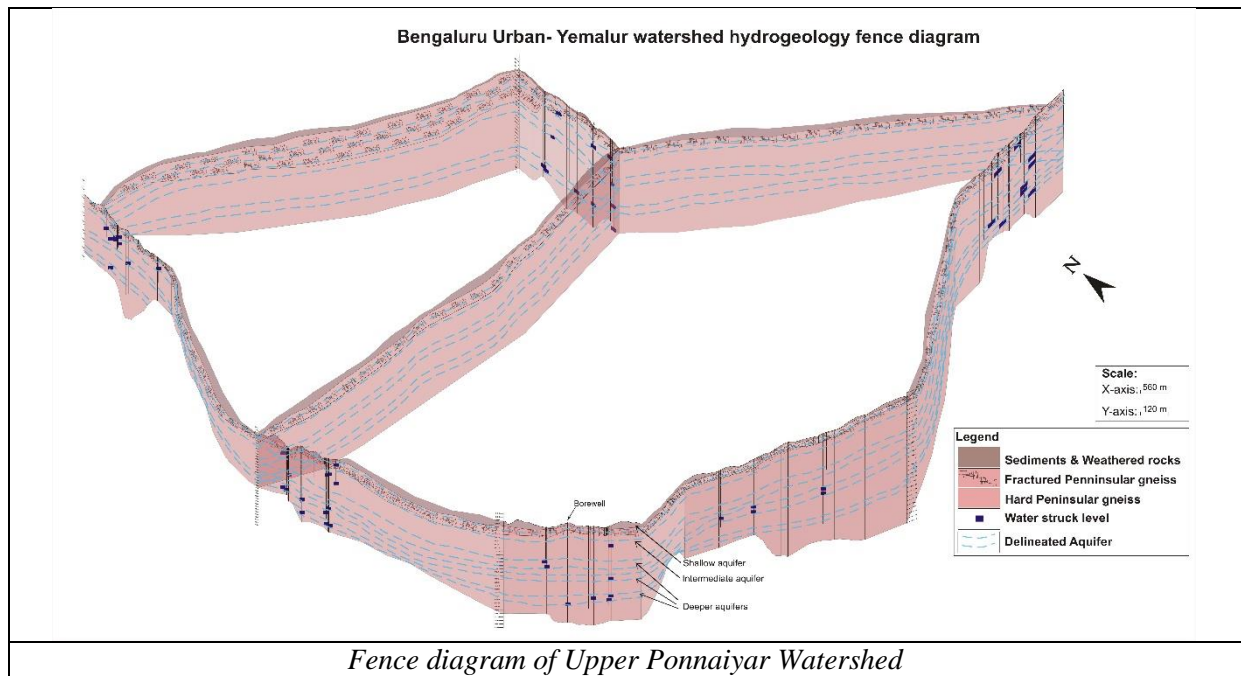 Bengaluru Urban- Yemalur watershed hydrogeology fence diagram
N
Scale:
X-axis: 560 m
Y-axis: 120 m
Legend
Sediments & Weathered rocks
Fractured Penninsular gneiss
Hard Peninsular gneiss
Water struck level
Delineated Aquifer
Borewell
Shallow aquifer
Intermediate aquifer
Deeper aquifers
Fence diagram of Upper Ponnaiyar Watershed